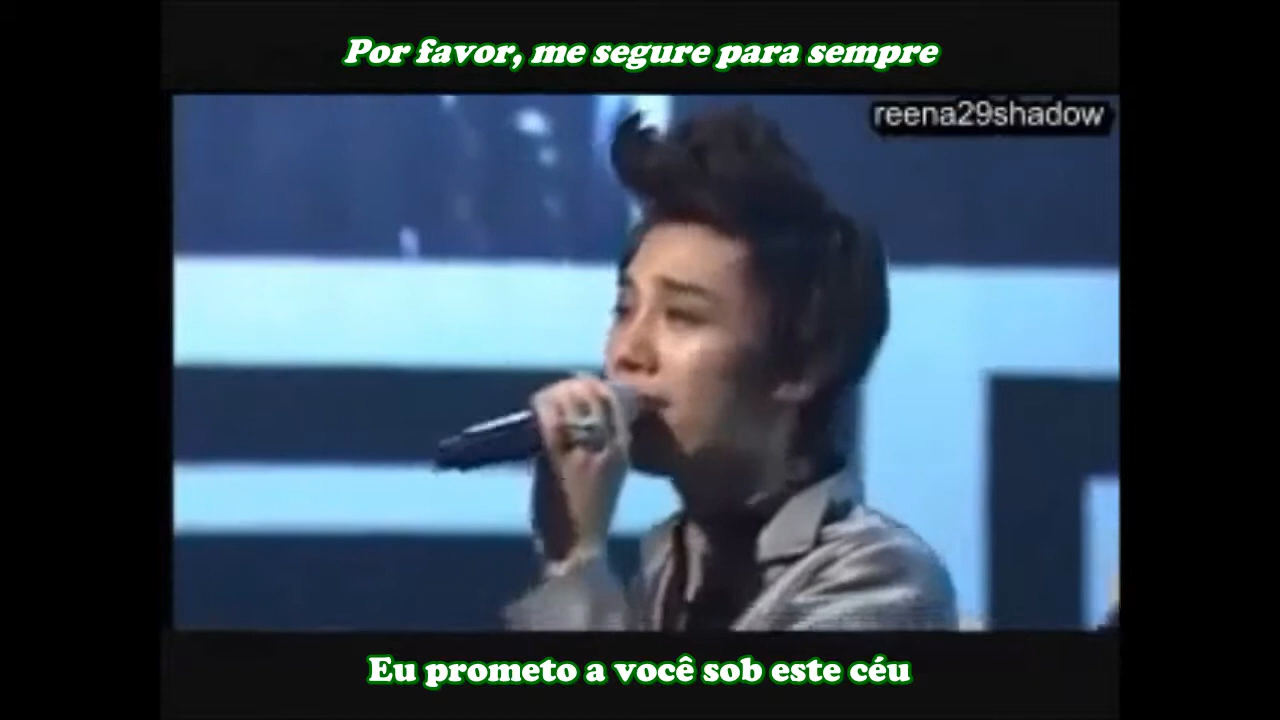 Por favor, me segure para sempre
reena29shadow
Eu prometo a você sob este céu